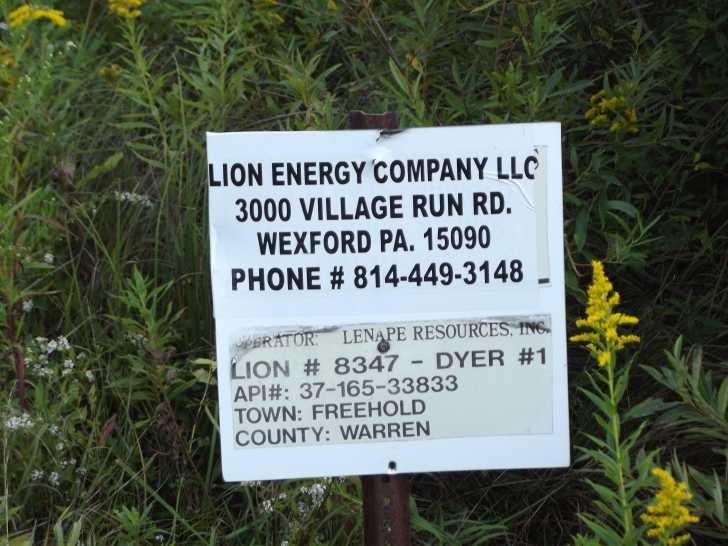 LION ENERGY COMPANY LLC
3000 VILLAGE RUN RD.
WEXFORD PA. 15090
PHONE # 814-449-3148
OPERATOR: LENAPE RESOURCES, INC.
LION # 8347 - DYER #1
API#: 37-165-33833
TOWN: FREEHOLD
COUNTY: WARREN